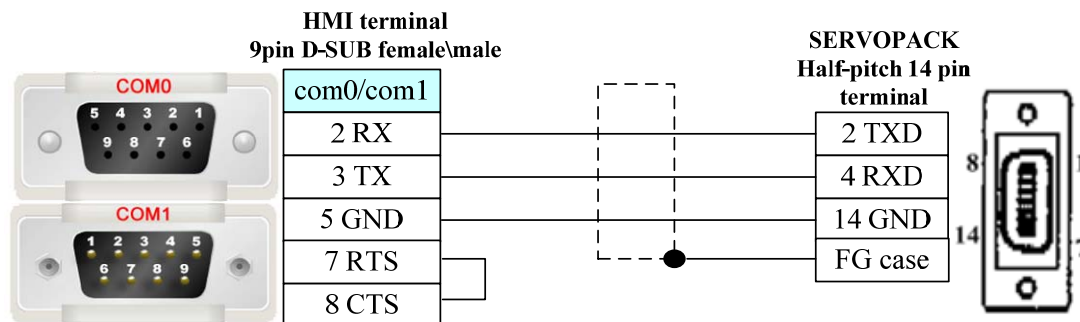 HMI terminal
9pin D-SUB female\male
SERVOPACK
Half-pitch 14 pin
terminal
COM0
5 4 3 2 1
9 8 7 6
COM1
1 2 3 4 5
6 7 8 9
com0/com1
2 RX
3 TX
5 GND
7 RTS
8 CTS
2 TXD
4 RXD
14 GND
FG case
8
14